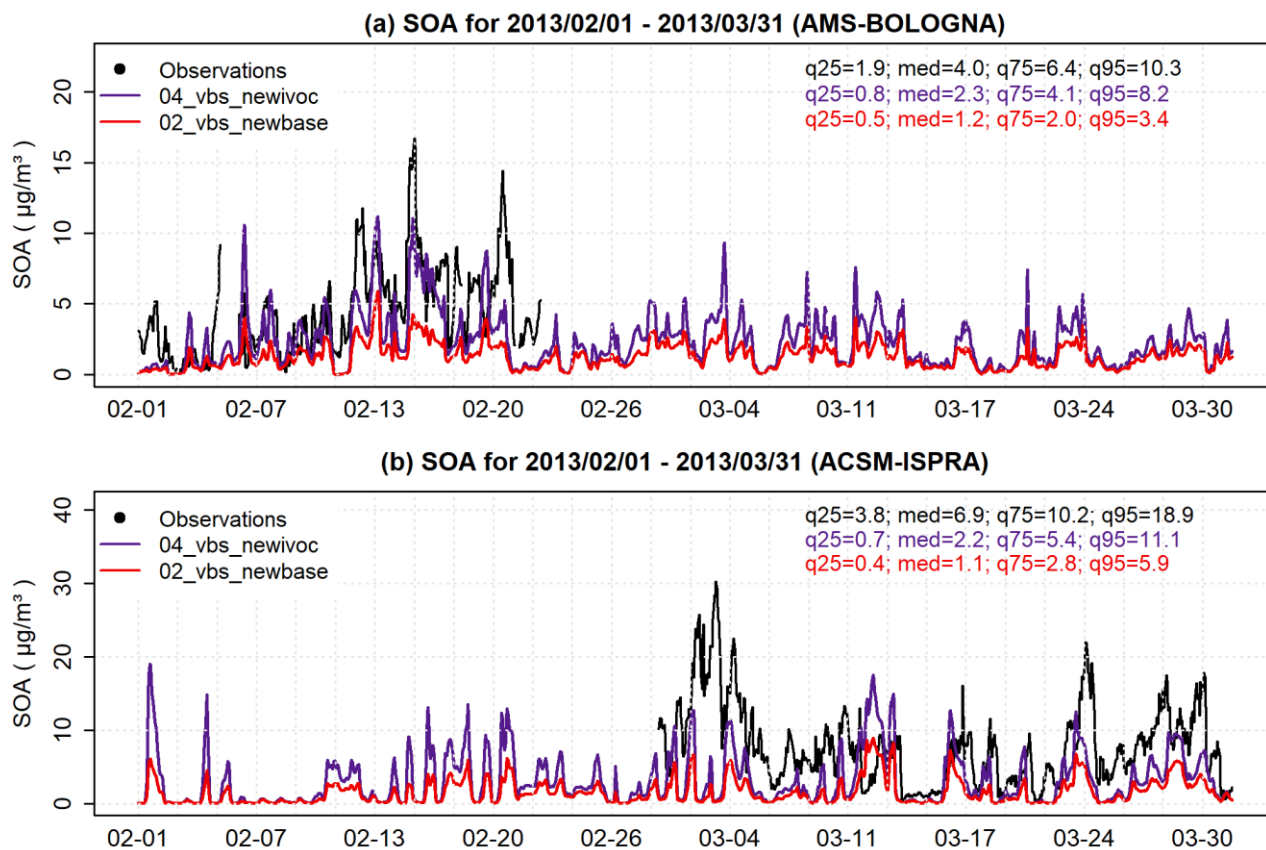 (a) SOA for 2013/02/01 - 2013/03/31 (AMS-BOLOGNA)
Observations
04_vbs_newivoc
02_vbs_newbase
q25=1.9; med=4.0; q75=6.4; q95=10.3
q25=0.8; med=2.3; q75=4.1; q95=8.2
q25=0.5; med=1.2; q75=2.0; q95=3.4
SOA ( µg/m³ )
20
15
10
5
0
02-01 02-07 02-13 02-20 02-26 03-04 03-11 03-17 03-24 03-30
(b) SOA for 2013/02/01 - 2013/03/31 (ACSM-ISPRA)
Observations
04_vbs_newivoc
02_vbs_newbase
q25=3.8; med=6.9; q75=10.2; q95=18.9
q25=0.7; med=2.2; q75=5.4; q95=11.1
q25=0.4; med=1.1; q75=2.8; q95=5.9
SOA ( µg/m³ )
40
30
20
10
0
02-01 02-07 02-13 02-20 02-26 03-04 03-11 03-17 03-24 03-30